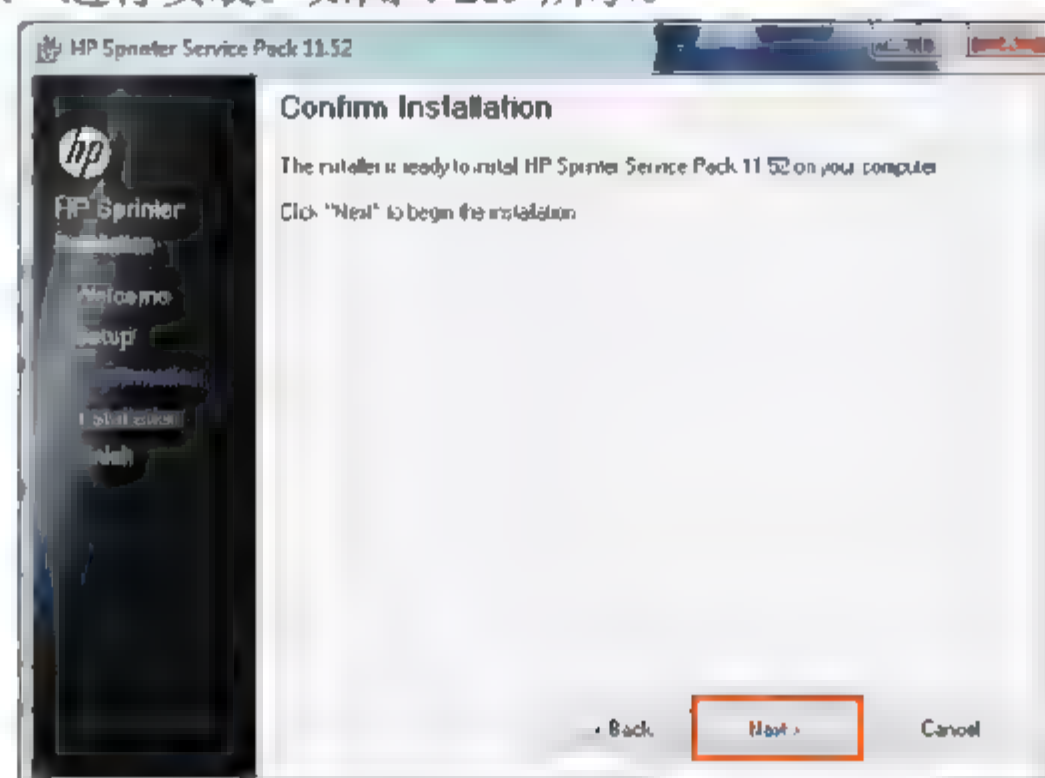 HP Sprinter Service Pack 11.52
Confirm Installation
hp
The installer is ready to install HP Sprinter Service Pack 11.52 on your computer
Click "Next" to begin the installation
HP Sprinter
Welcome
Setup
Installation
Finish
Back
Next >
Cancel